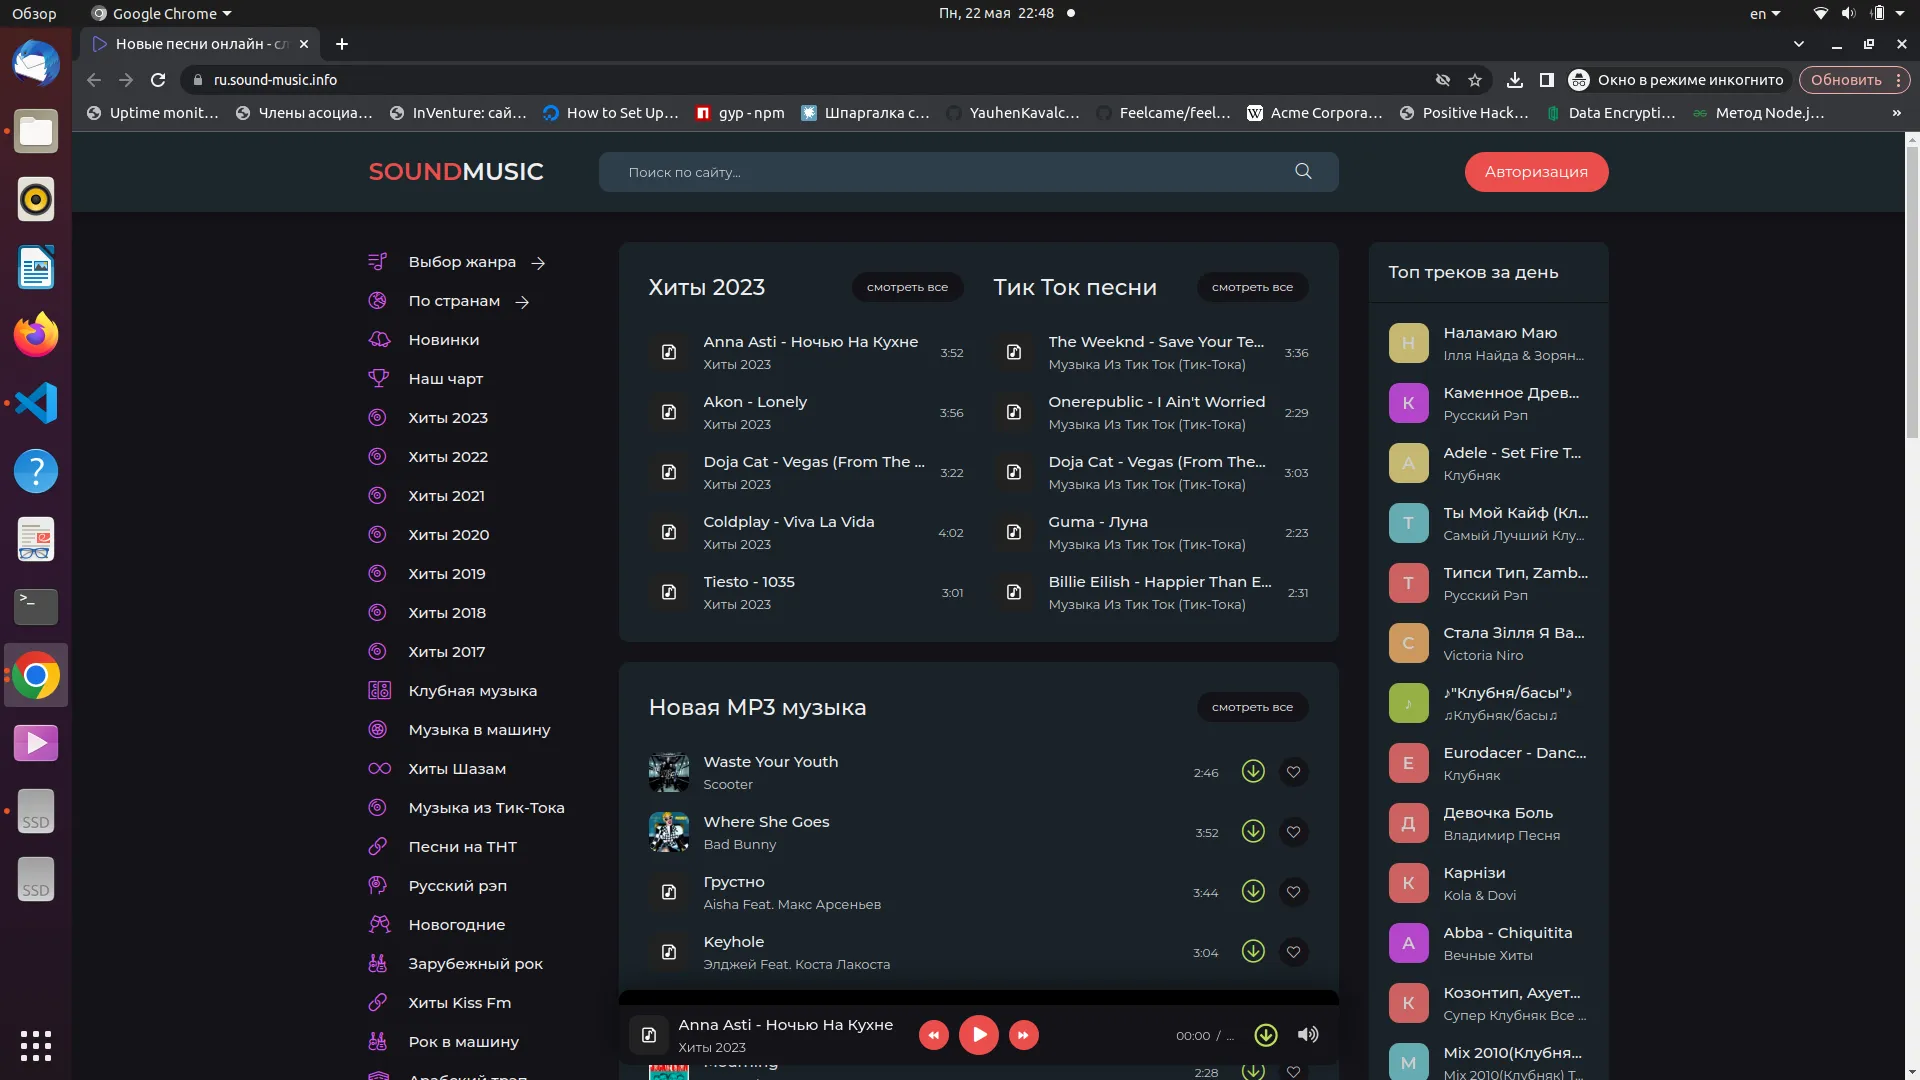 Обзор
Google Chrome
Пн, 22 мая 22:48
en
Новые песни онлайн - сл
ru.sound-music.info
Окно в режиме инкогнито
Обновить
Uptime monit...
Члены асоциа...
InVenture: сай...
How to Set Up...
gyp - npm
Шпаргалка с...
YauhenKavalc...
Feelcame/feel...
Acme Corpora...
Positive Hack...
Data Encrypti...
Метод Node.j...
»
SOUNDMUSIC
Поиск по сайту...
Авторизация
Выбор жанра
По странам
Новинки
Наш чарт
Хиты 2023
Хиты 2022
Хиты 2021
Хиты 2020
Хиты 2019
Хиты 2018
Хиты 2017
Клубная музыка
Музыка в машину
Хиты Шазам
Музыка из Тик-Тока
Песни на ТНТ
Русский рэп
Новогодние
Зарубежный рок
Хиты Kiss Fm
Рок в машину
Арабский трап
Хиты 2023
смотреть все
Anna Asti - Ночью На Кухне
3:52
Хиты 2023
Akon - Lonely
3:56
Хиты 2023
Doja Cat - Vegas (From The ...
3:22
Хиты 2023
Coldplay - Viva La Vida
4:02
Хиты 2023
Tiesto - 1035
3:01
Хиты 2023
Тик Ток песни
смотреть все
The Weeknd - Save Your Te...
3:36
Музыка Из Тик Ток (Тик-Тока)
Onerepublic - I Ain't Worried
2:29
Музыка Из Тик Ток (Тик-Тока)
Doja Cat - Vegas (From The...
3:03
Музыка Из Тик Ток (Тик-Тока)
Guma - Луна
2:23
Музыка Из Тик Ток (Тик-Тока)
Billie Eilish - Happier Than E...
2:31
Музыка Из Тик Ток (Тик-Тока)
Новая MP3 музыка
смотреть все
Waste Your Youth
2:46
Scooter
Where She Goes
3:52
Bad Bunny
Грустно
3:44
Aisha Feat. Макс Арсеньев
Keyhole
3:04
Элджей Feat. Коста Лакоста
Anna Asti - Ночью На Кухне
Хиты 2023
00:00 / ...
2:28
Топ треков за день
Н
Наламаю Маю
Ілля Найда & Зорян...
К
Каменное Древ...
Русский Рэп
A
Adele - Set Fire T...
Клубняк
Т
Ты Мой Кайф (Кл...
Самый Лучший Клу...
Т
Типси Тип, Zamb...
Русский Рэп
С
Стала Зілля Я Ва...
Victoria Niro
♪
♪"Клубня/басы"♪
♫Клубняк/басы♫
E
Eurodacer - Danc...
Клубняк
Д
Девочка Боль
Владимир Песня
К
Карнізи
Kola & Dovi
A
Abba - Chiquitita
Вечные Хиты
К
Козонтип, Ахует...
Супер Клубняк Все ...
M
Mix 2010(Клубня...
Mix 2010(Клубняк) Т...
SSD
SSD